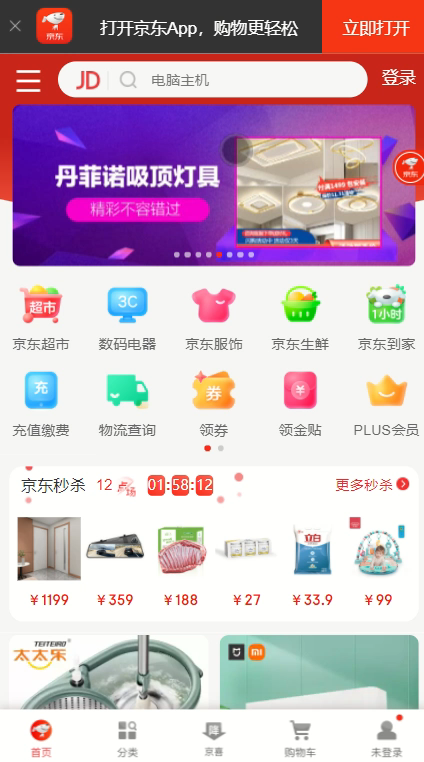 京东
打开京东App，购物更轻松
立即打开
JD
电脑主机
登录
丹菲诺吸顶灯具
精彩不容错过
京东
超市
3C
1小时
京东超市
数码电器
京东服饰
京东生鲜
京东到家
充
券
¥
充值缴费
物流查询
领券
领金贴
PLUS会员
京东秒杀
12 点场
01:58:12
更多秒杀
立白
¥1199
¥359
¥188
¥27
¥33.9
¥99
TEITEIRO
太太乐
降
首页
分类
京喜
购物车
未登录